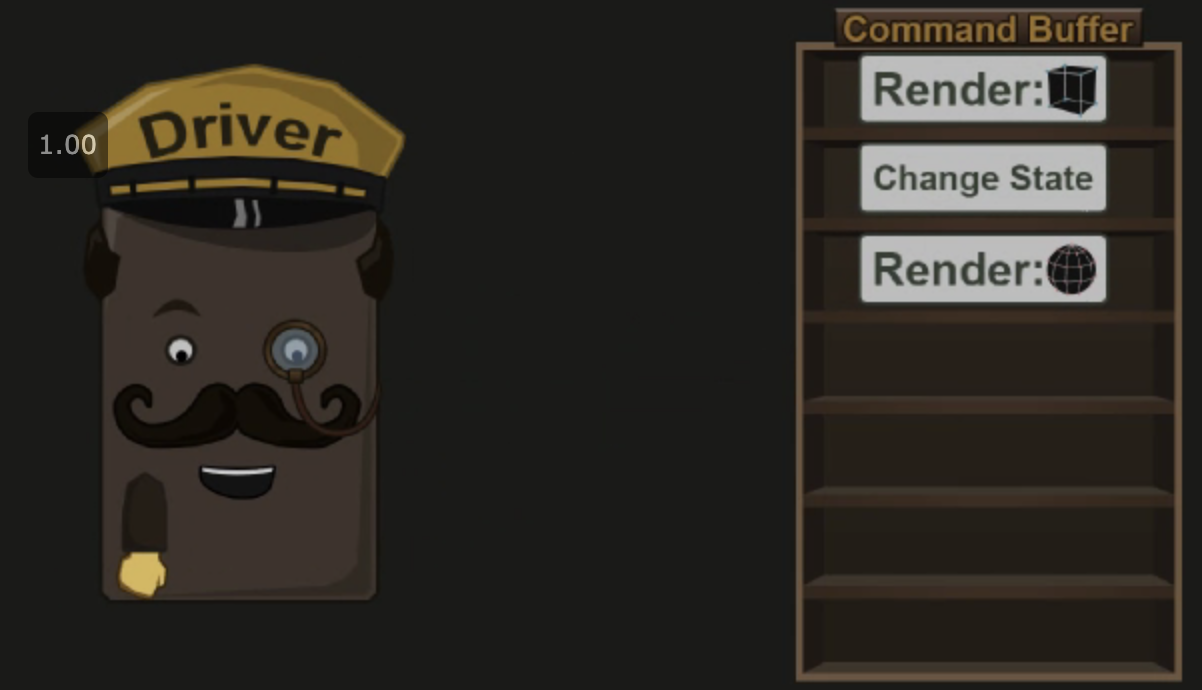 Command Buffer
Render:
Driver
1.00
Change State
Render: